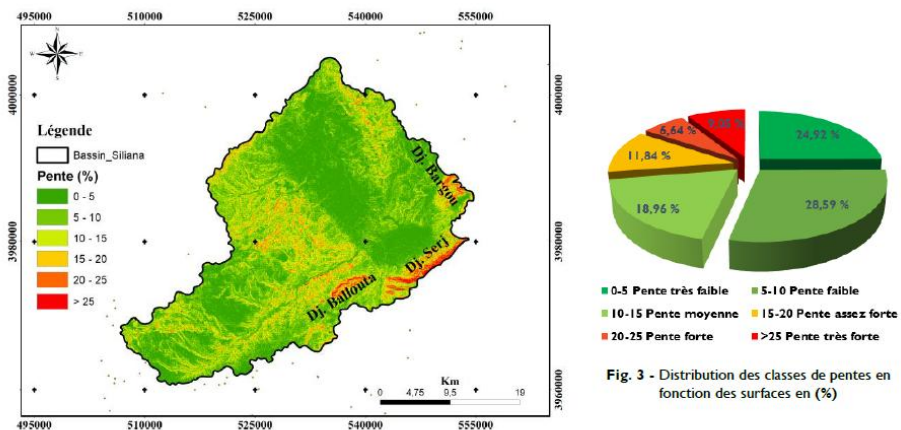 495000 510000 525000 540000 555000
4000000
3980000
3960000
N
Légende
Bassin_Siliana
Pente (%)
0 - 5
5 - 10
10 - 15
15 - 20
20 - 25
> 25
Dj. Bargou
Dj. Serj
Dj. Ballouta
Km
0 4,75 9,5 19
4000000
3980000
3960000
495000 510000 525000 540000 555000
24,92 %
28,59 %
18,96 %
11,84 %
6,64 %
0-5 Pente très faible
5-10 Pente faible
10-15 Pente moyenne
15-20 Pente assez forte
20-25 Pente forte
>25 Pente très forte
Fig. 3 - Distribution des classes de pentes en
fonction des surfaces en (%)